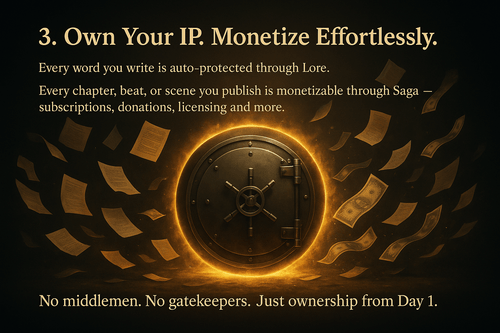 3. Own Your IP. Monetize Effortlessly.
Every word you write is auto-protected through Lore.
Every chapter, beat, or scene you publish is monetizable through Saga —
subscriptions, donations, licensing and more.
No middlemen. No gatekeepers. Just ownership from Day 1.